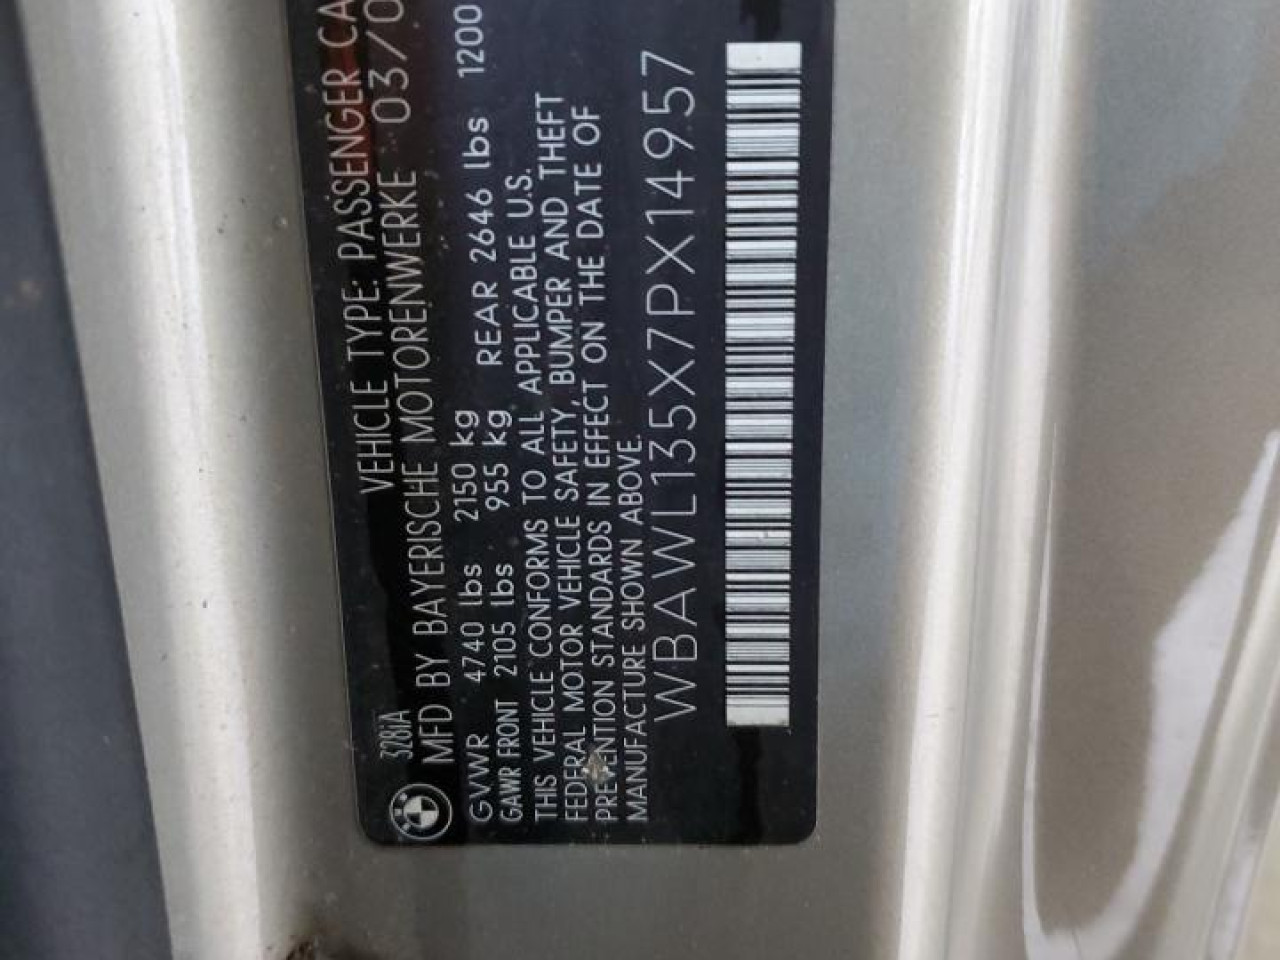 328iA VEHICLE TYPE: PASSENGER CA
MFD BY BAYERISCHE MOTORENWERKE 03/0
GVWR 4740 lbs 2150 kg
GAWR FRONT 2105 lbs 955 kg REAR 2646 lbs 1200
THIS VEHICLE CONFORMS TO ALL APPLICABLE U.S.
FEDERAL MOTOR VEHICLE SAFETY, BUMPER AND THEFT
PREVENTION STANDARDS IN EFFECT ON THE DATE OF
MANUFACTURE SHOWN ABOVE.
WBAWL135X7PX14957